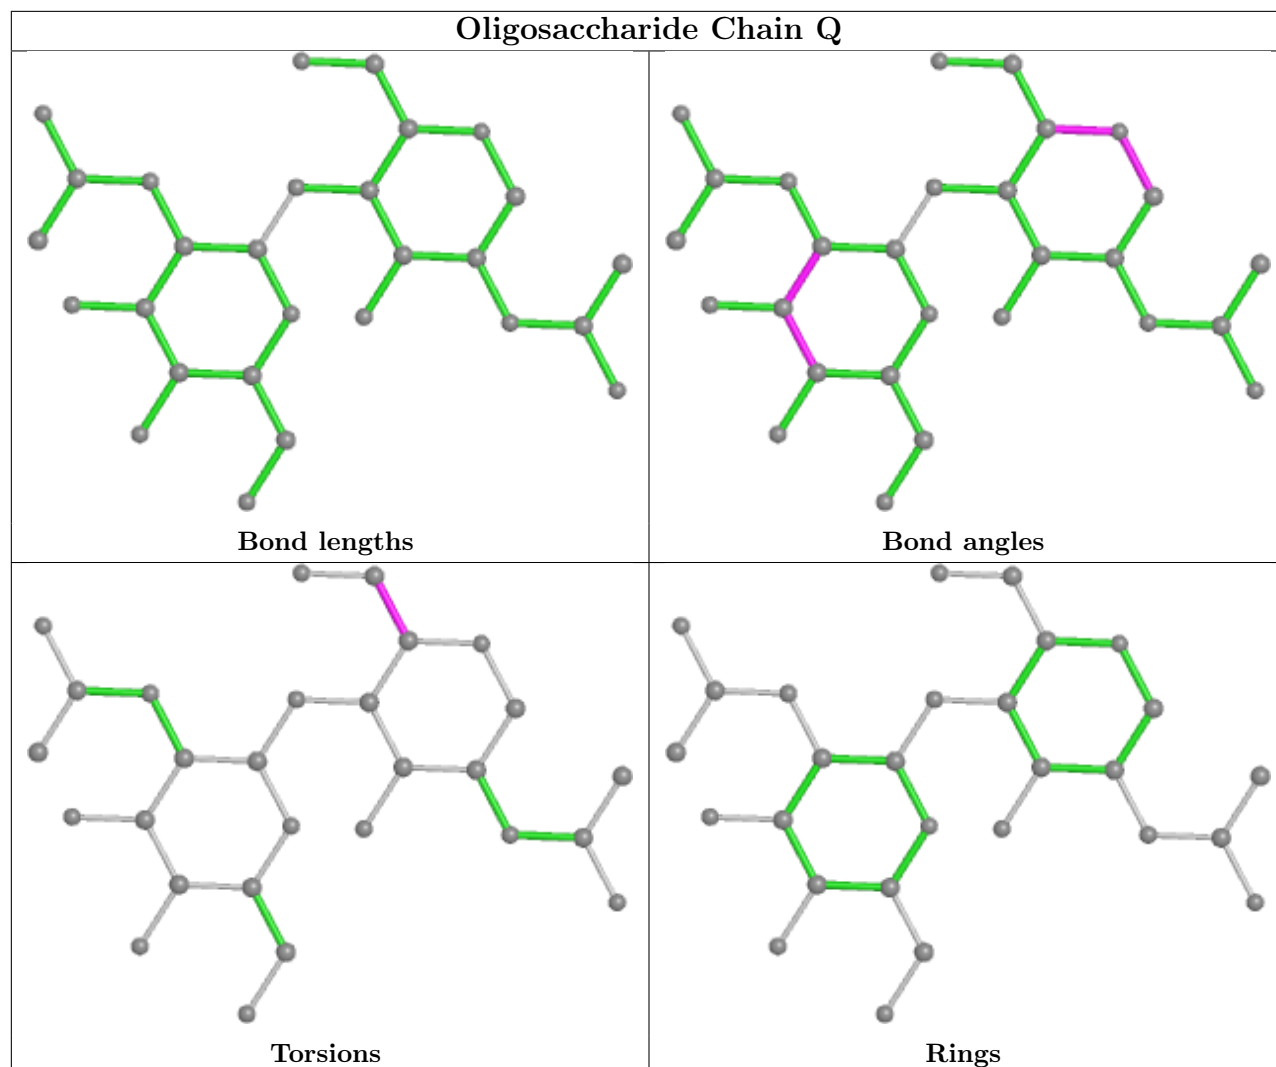 Oligosaccharide Chain Q
Bond lengths
Bond angles
Torsions
Rings